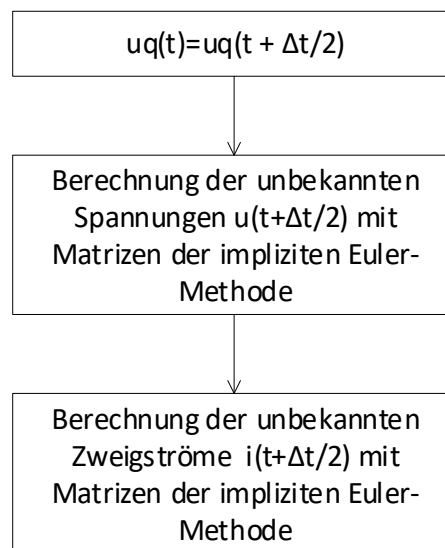 uq(t)=uq(t + Δt/2)
Berechnung der unbekannten
Spannungen u(t+Δt/2) mit
Matrizen der impliziten Euler-
Methode
Berechnung der unbekannten
Zweigströme i(t+Δt/2) mit
Matrizen der impliziten Euler-
Methode